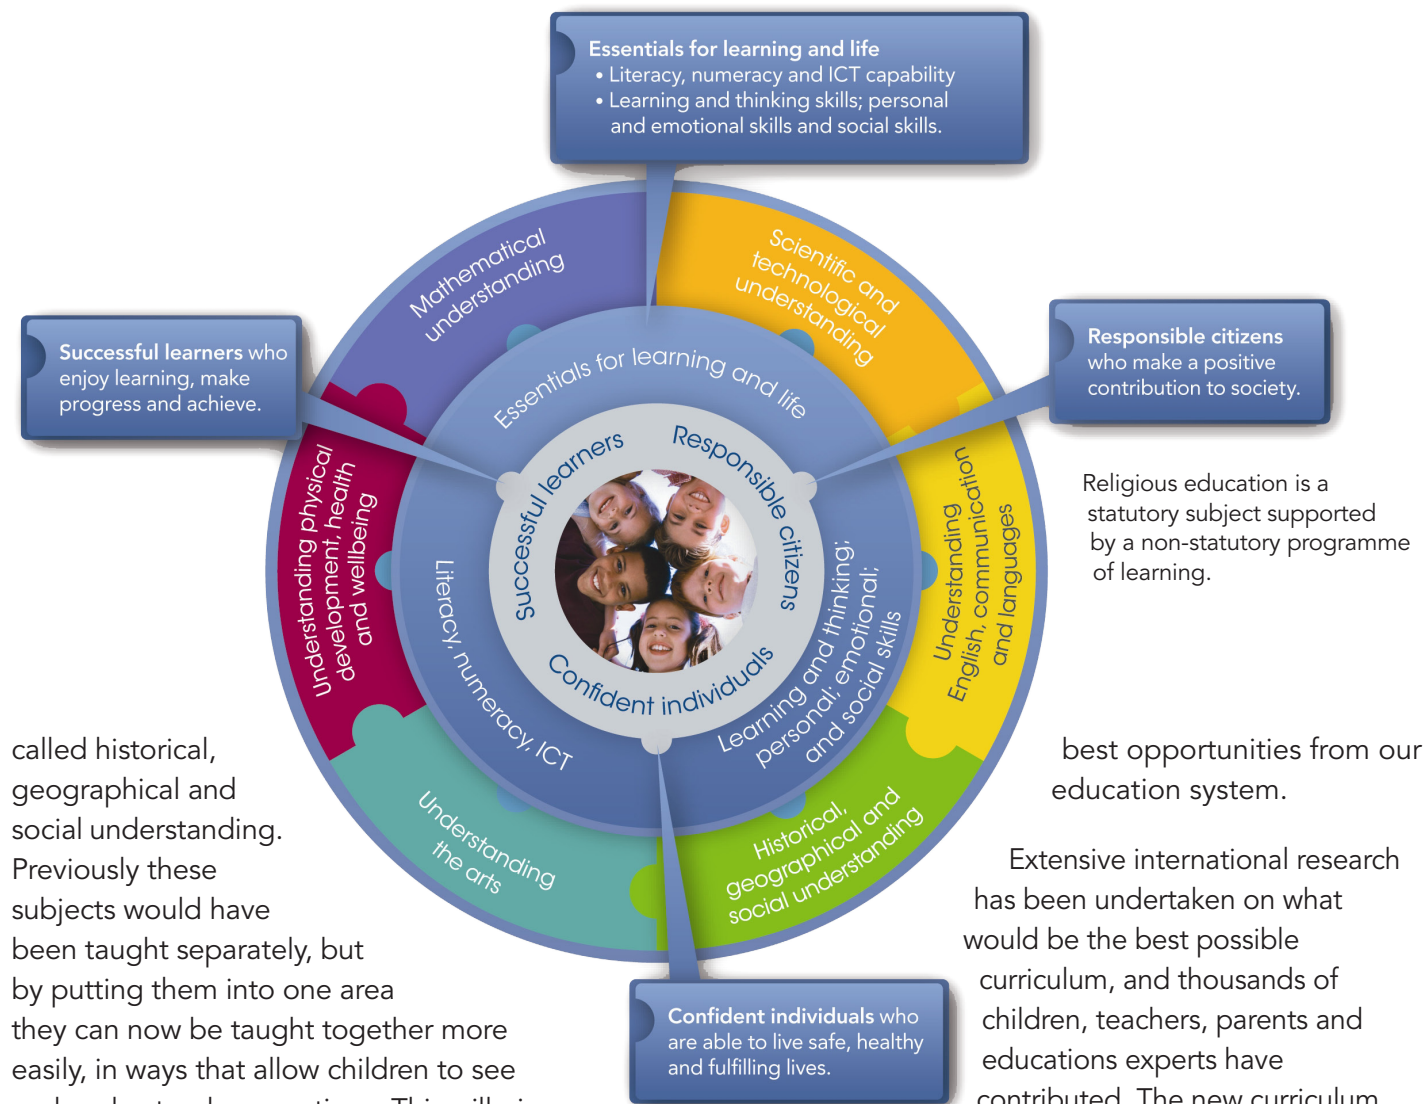 Essentials for learning and life
• Literacy, numeracy and ICT capability
• Learning and thinking skills; personal
and emotional skills and social skills.
Successful learners who
enjoy learning, make
progress and achieve.
Responsible citizens
who make a positive
contribution to society.
Mathematical
understanding
Scientific and
technological
understanding
Understanding physical
development, health
and wellbeing
Understanding
English, communication
and languages
Understanding
the arts
Historical,
geographical and
social understanding
Essentials for learning and life
Literacy, numeracy, ICT
Learning and thinking;
personal; emotional;
and social skills
Successful learners
Responsible citizens
Confident individuals
Confident individuals who
are able to live safe, healthy
and fulfilling lives.
Religious education is a
statutory subject supported
by a non-statutory programme
of learning.
called historical,
geographical and
social understanding.
Previously these
subjects would have
been taught separately, but
by putting them into one area
they can now be taught together more
easily, in ways that allow children to see
best opportunities from our
education system.
Extensive international research
has been undertaken on what
would be the best possible
curriculum, and thousands of
children, teachers, parents and
educations experts have
contributed. The new curriculum